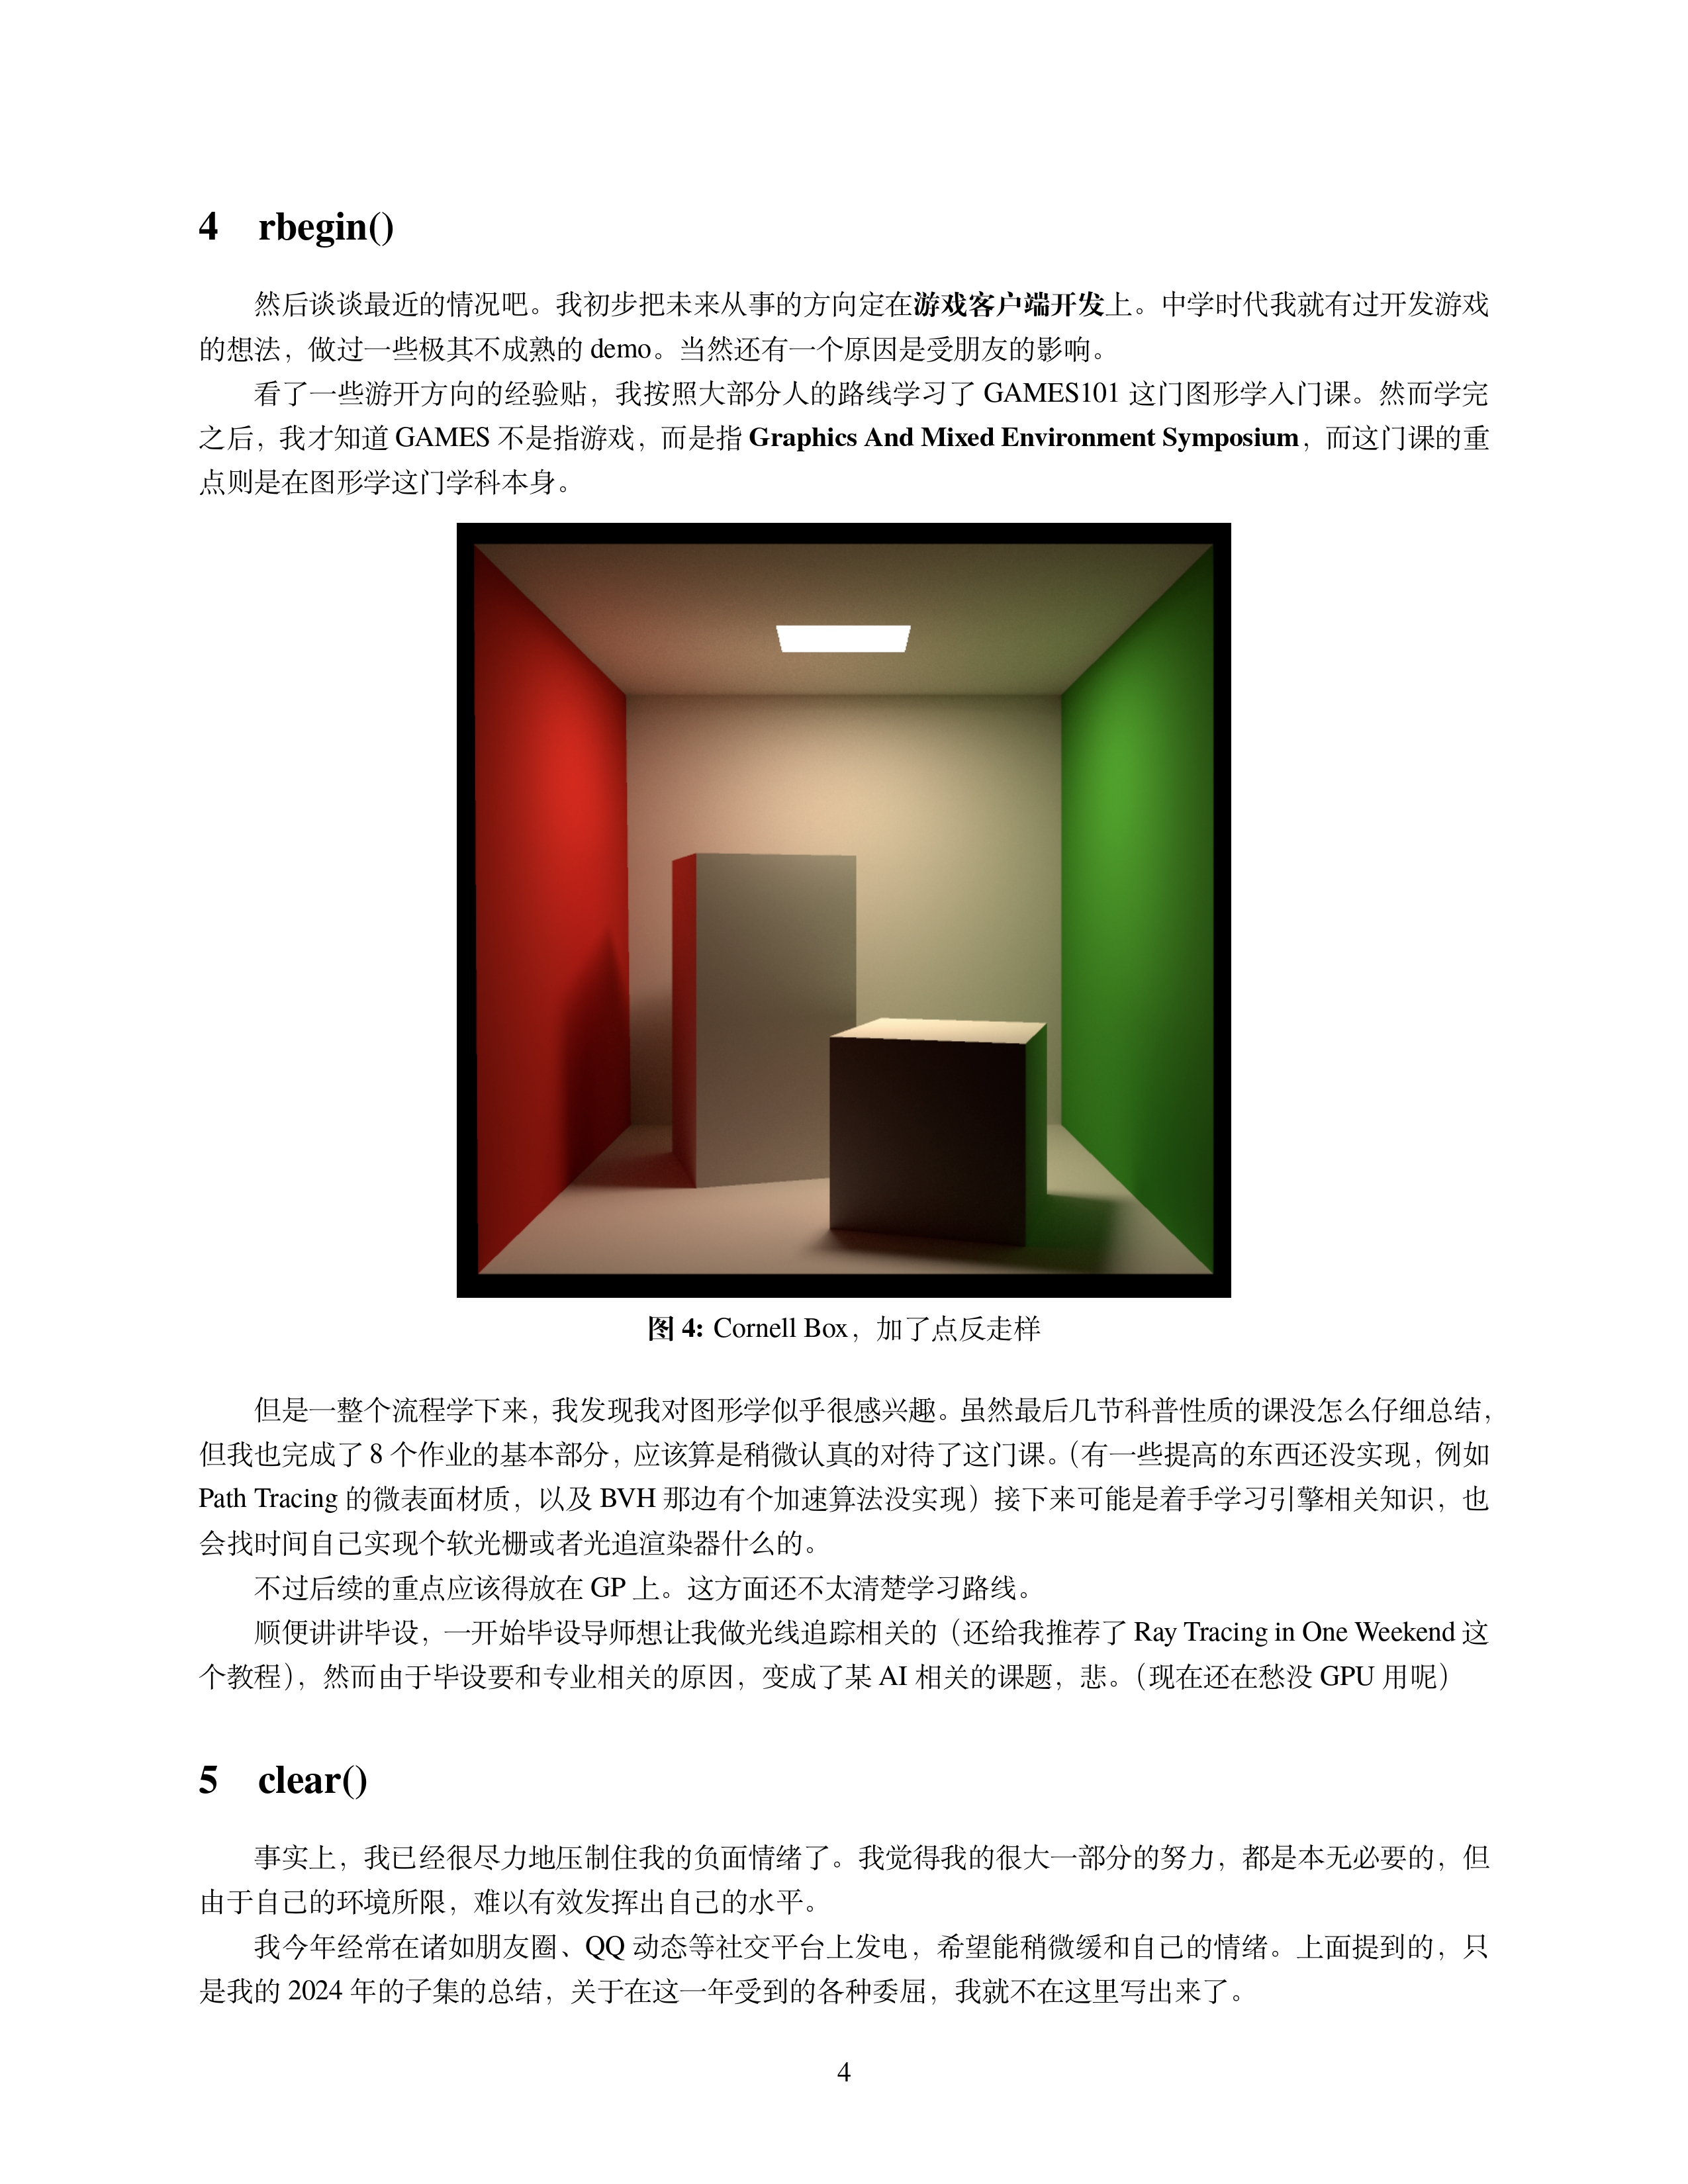 4 rbegin()
然后谈谈最近的情况吧。我初步把未来从事的方向定在游戏客户端开发上。中学时代我就有过开发游戏
的想法，做过一些极其不成熟的 demo。当然还有一个原因是受朋友的影响。
看了一些游开方向的经验贴，我按照大部分人的路线学习了 GAMES101 这门图形学入门课。然而学完
之后，我才知道 GAMES 不是指游戏，而是指 Graphics And Mixed Environment Symposium，而这门课的重
点则是在图形学这门学科本身。
图 4: Cornell Box，加了点反走样
但是一整个流程学下来，我发现我对图形学似乎很感兴趣。虽然最后几节科普性质的课没怎么仔细总结，
但我也完成了 8 个作业的基本部分，应该算是稍微认真的对待了这门课。（有一些提高的东西还没实现，例如
Path Tracing 的微表面材质，以及 BVH 那边有个加速算法没实现）接下来可能是着手学习引擎相关知识，也
会找时间自己实现个软光栅或者光追渲染器什么的。
不过后续的重点应该得放在 GP 上。这方面还不太清楚学习路线。
顺便讲讲毕设，一开始毕设导师想让我做光线追踪相关的（还给我推荐了 Ray Tracing in One Weekend 这
个教程），然而由于毕设要和专业相关的原因，变成了某 AI 相关的课题，悲。（现在还在愁没 GPU 用呢）
5 clear()
事实上，我已经很尽力地压制住我的负面情绪了。我觉得我的很大一部分的努力，都是本无必要的，但
由于自己的环境所限，难以有效发挥出自己的水平。
我今年经常在诸如朋友圈、QQ 动态等社交平台上发电，希望能稍微缓和自己的情绪。上面提到的，只
是我的 2024 年的子集的总结，关于在这一年受到的各种委屈，我就不在这里写出来了。
4